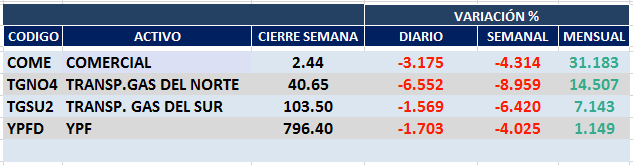 VARIACIÓN %
CODIGO ACTIVO CIERRE SEMANA DIARIO SEMANAL MENSUAL
COME COMERCIAL 2.44 -3.175 -4.314 31.183
TGNO4 TRANSP.GAS DEL NORTE 40.65 -6.552 -8.959 14.507
TGSU2 TRANSP. GAS DEL SUR 103.50 -1.569 -6.420 7.143
YPFD YPF 796.40 -1.703 -4.025 1.149